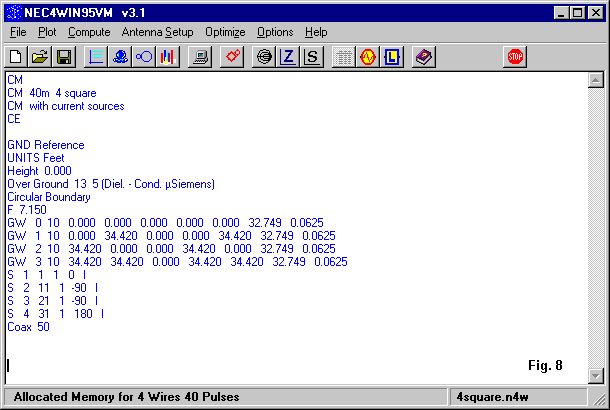 NEC4WIN95VM v3.1
File Plot Compute Antenna Setup Optimize Options Help
Z S L STOP
CM
CM 40m 4 square
CM with current sources
CE
GND Reference
UNITS Feet
Height 0.000
Over Ground 13 5 (Diel. - Cond. µSiemens)
Circular Boundary
F 7.150
GW 0 10 0.000 0.000 0.000 0.000 0.000 32.749 0.0625
GW 1 10 0.000 34.420 0.000 0.000 34.420 32.749 0.0625
GW 2 10 34.420 0.000 0.000 34.420 0.000 32.749 0.0625
GW 3 10 34.420 34.420 0.000 34.420 34.420 32.749 0.0625
S 1 1 1 0 I
S 2 11 1 -90 I
S 3 21 1 -90 I
S 4 31 1 180 I
Coax 50
Fig. 8
Allocated Memory for 4 Wires 40 Pulses 4square.n4w